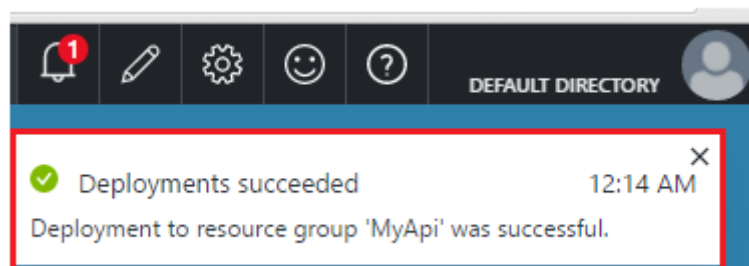 1
?
DEFAULT DIRECTORY
Deployments succeeded 12:14 AM
Deployment to resource group 'MyApi' was successful.